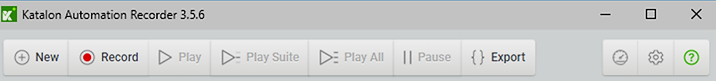 Katalon Automation Recorder 3.5.6
New Record Play Play Suite Play All Pause { } Export ?